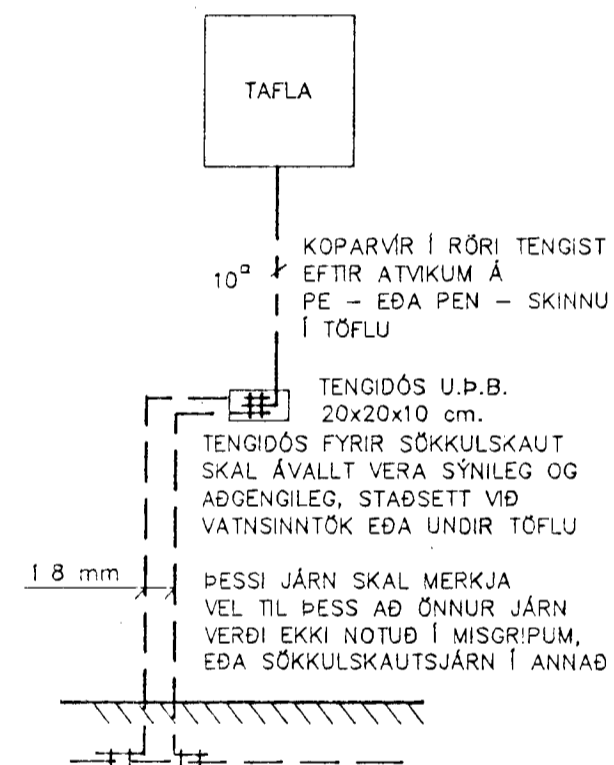 TAFLA
KOPARVÍR Í RÖRI TENGIST
10▫ EFTIR ATVIKUM Á
PE – EÐA PEN – SKINNU
Í TÖFLU
TENGIDÓS U.Þ.B.
20x20x10 cm.
TENGIDÓS FYRIR SÖKKULSKAUT
SKAL ÁVALLT VERA SÝNILEG OG
AÐGENGILEG, STAÐSETT VIÐ
VATNSINNTÖK EÐA UNDIR TÖFLU
18 mm
ÞESSI JÁRN SKAL MERKJA
VEL TIL ÞESS AÐ ÖNNUR JÁRN
VERÐI EKKI NOTUÐ Í MISGRIPUM,
EÐA SÖKKULSKAUTSJÁRN Í ANNAÐ